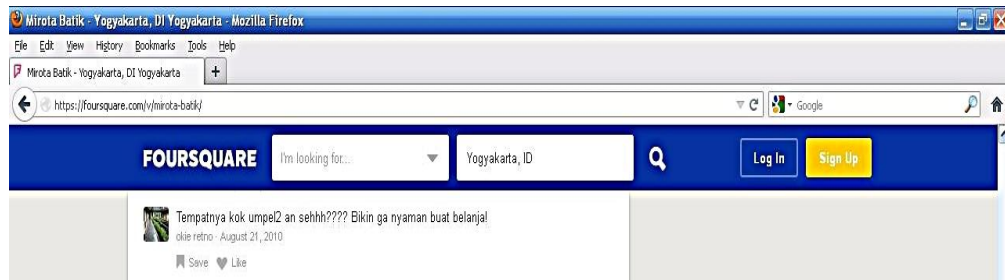 Mirota Batik - Yogyakarta, DI Yogyakarta - Mozilla Firefox
File Edit View History Bookmarks Tools Help
Mirota Batik - Yogyakarta, DI Yogyakarta +
https://foursquare.com/v/mirota-batik/ Google
FOURSQUARE I'm looking for... Yogyakarta, ID Log In Sign Up
Tempatnya kok umpel2 an sehhh???? Bikin ga nyaman buat belanja!
okie retno · August 21, 2010
Save Like